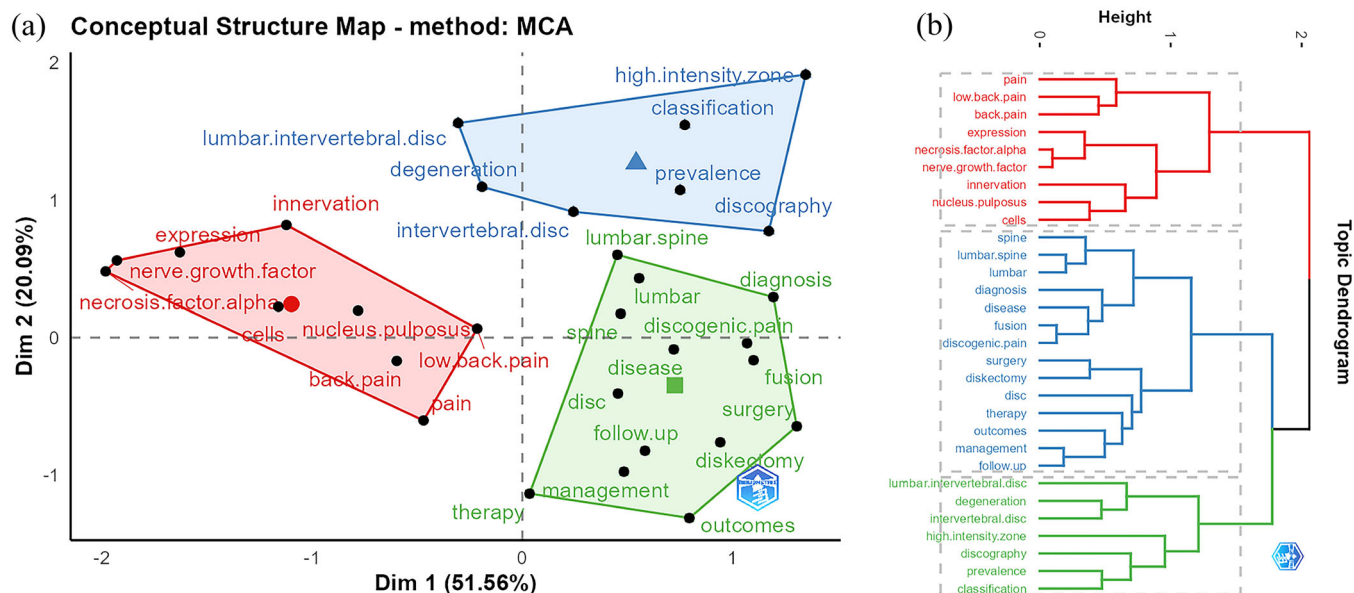 (a) Conceptual Structure Map - method: MCA
2
1
0
-1
-2
-1
0
1
Dim 2 (20.09%)
Dim 1 (51.56%)
high.intensity.zone
classification
lumbar.intervertebral.disc
degeneration
prevalence
discography
intervertebral.disc
innervation
expression
nerve.growth.factor
necrosis.factor.alpha
cells
nucleus.pulposus
low.back.pain
back.pain
pain
lumbar.spine
diagnosis
lumbar
spine
discogenic.pain
disease
fusion
disc
surgery
follow.up
diskectomy
management
therapy
outcomes
(b)
Height
0
1
2
pain
low.back.pain
back.pain
expression
necrosis.factor.alpha
nerve.growth.factor
innervation
nucleus.pulposus
cells
spine
lumbar.spine
lumbar
diagnosis
disease
fusion
discogenic.pain
surgery
diskectomy
disc
therapy
outcomes
management
follow.up
lumbar.intervertebral.disc
degeneration
intervertebral.disc
high.intensity.zone
discography
prevalence
classification
Topic Dendrogram